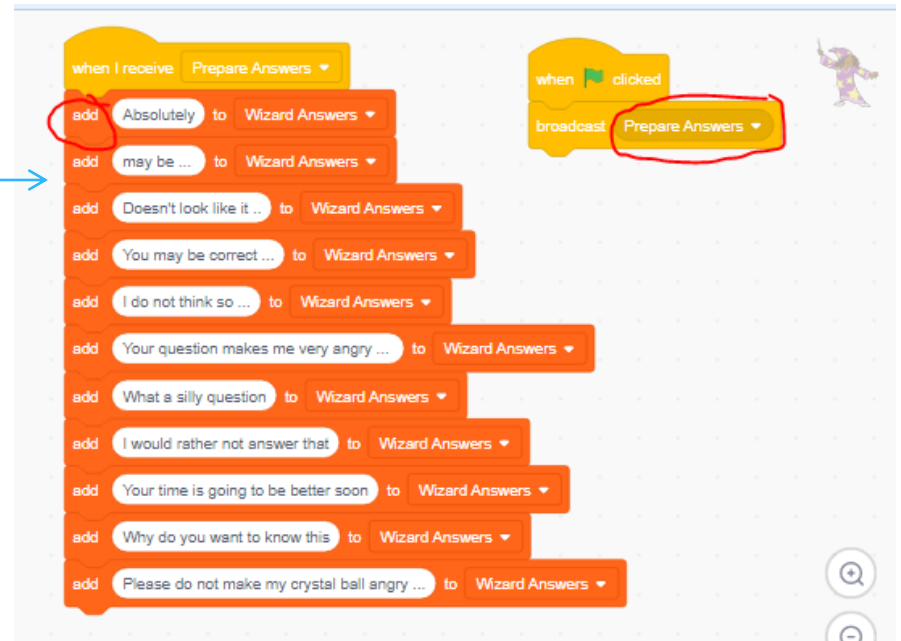 when I receive Prepare Answers
add Absolutely to Wizard Answers
add may be ... to Wizard Answers
add Doesn't look like it .. to Wizard Answers
add You may be correct ... to Wizard Answers
add I do not think so ... to Wizard Answers
add Your question makes me very angry ... to Wizard Answers
add What a silly question to Wizard Answers
add I would rather not answer that to Wizard Answers
add Your time is going to be better soon to Wizard Answers
add Why do you want to know this to Wizard Answers
add Please do not make my crystal ball angry ... to Wizard Answers
when clicked
broadcast Prepare Answers